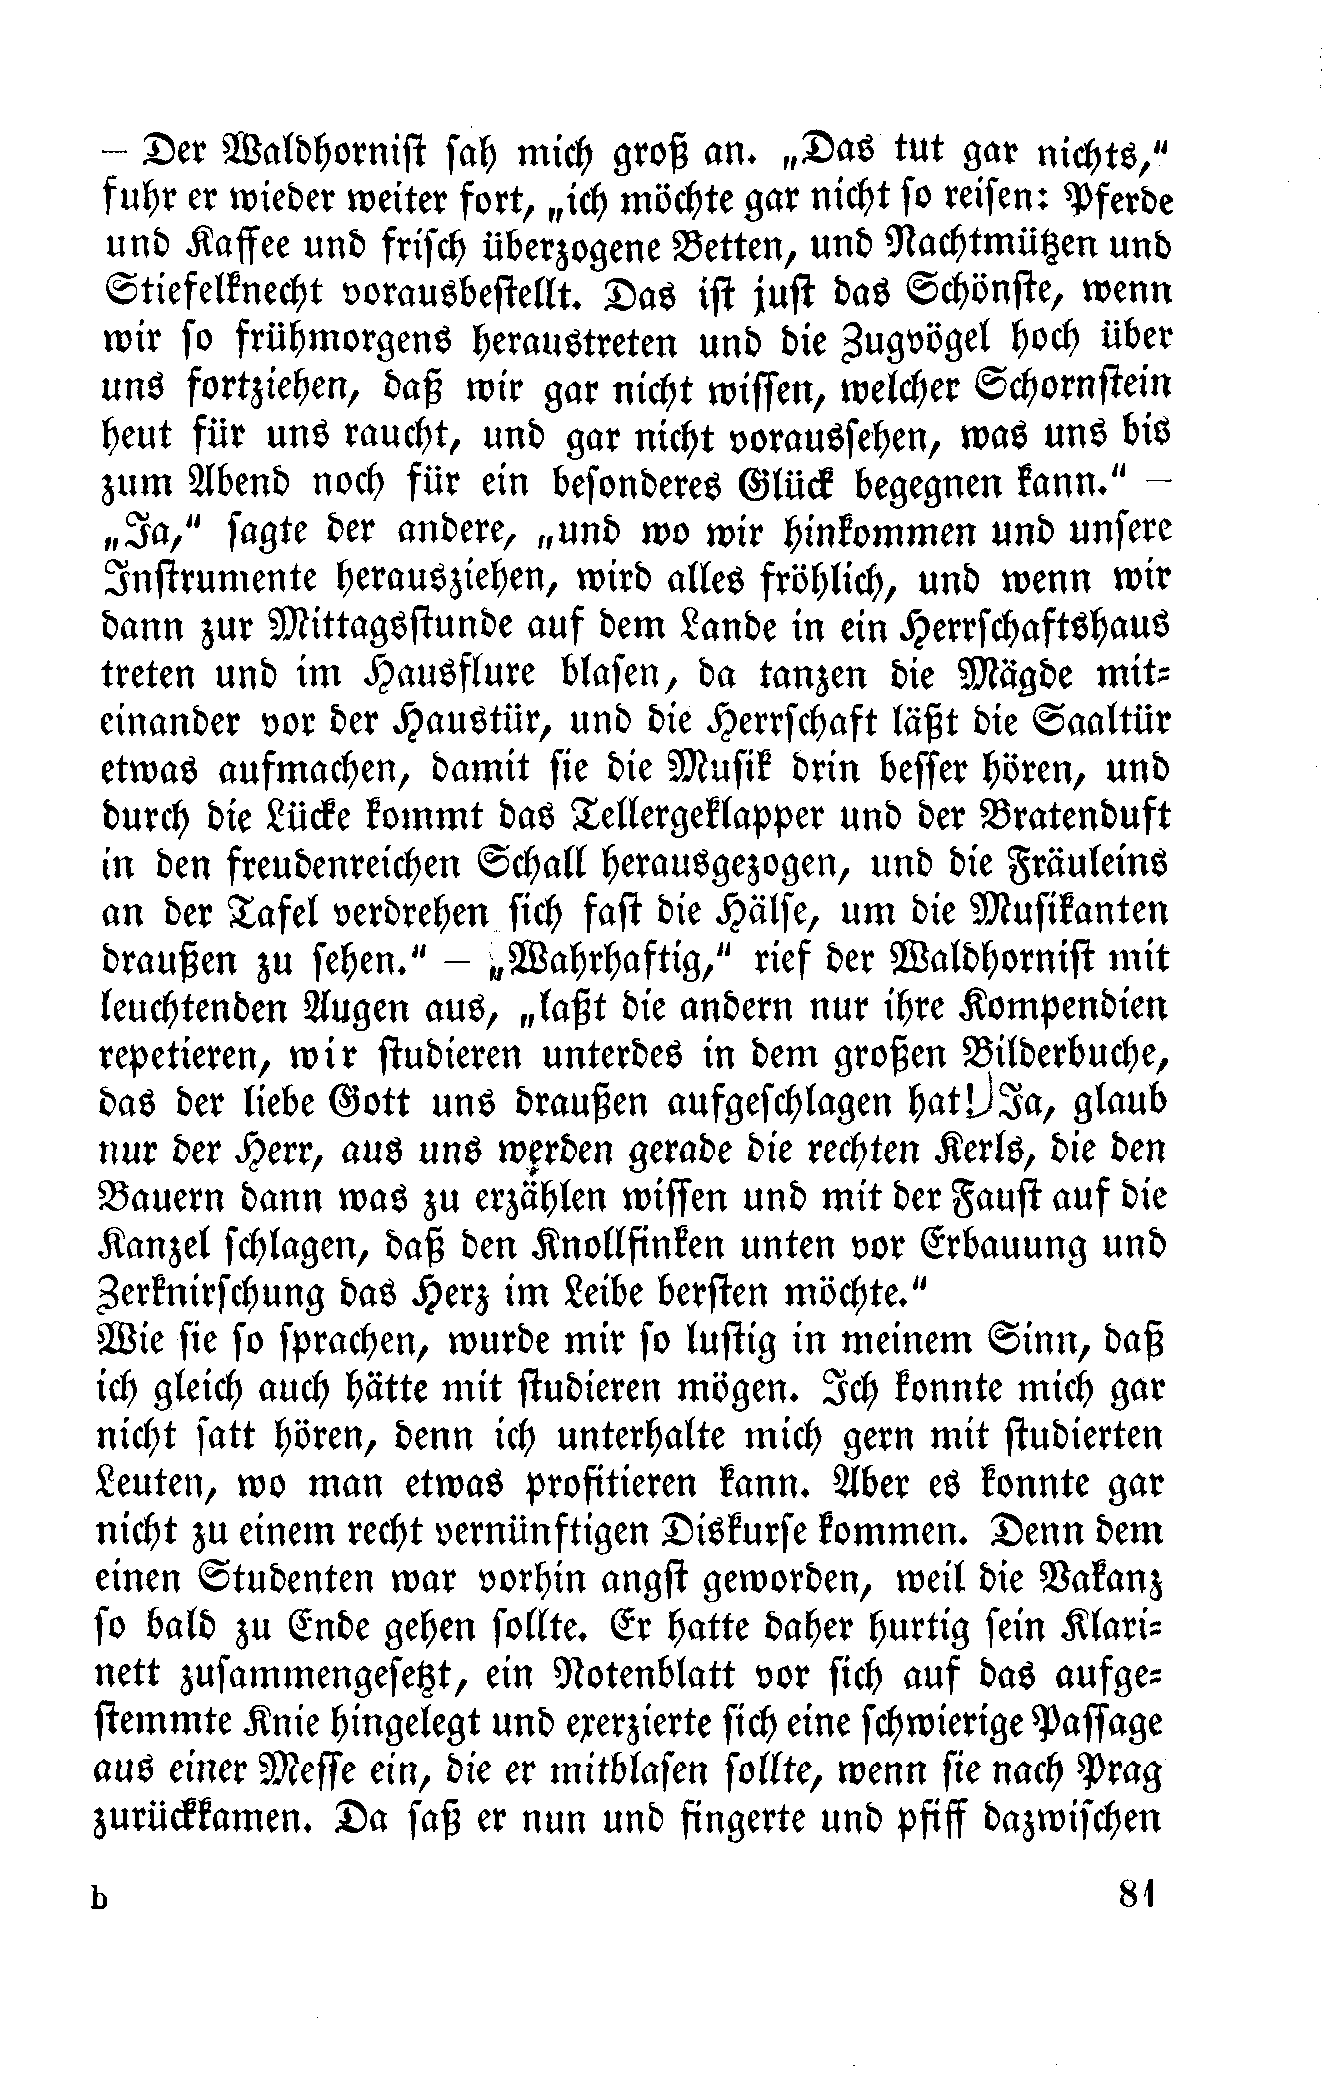 – Der Waldhornist sah mich groß an. „Das tut gar nichts,“
fuhr er wieder weiter fort, „ich möchte gar nicht so reisen: Pferde
und Kaffee und frisch überzogene Betten, und Nachtmützen und
Stiefelknecht vorausbestellt. Das ist just das Schönste, wenn
wir so frühmorgens heraustreten und die Zugvögel hoch über
uns fortziehen, daß wir gar nicht wissen, welcher Schornstein
heut für uns raucht, und gar nicht voraussehen, was uns bis
zum Abend noch für ein besonderes Glück begegnen kann.“ –
„Ja,“ sagte der andere, „und wo wir hinkommen und unsere
Instrumente herausziehen, wird alles fröhlich, und wenn wir
dann zur Mittagsstunde auf dem Lande in ein Herrschaftshaus
treten und im Hausflure blasen, da tanzen die Mägde mit-
einander vor der Haustür, und die Herrschaft läßt die Saaltür
etwas aufmachen, damit sie die Musik drin besser hören, und
durch die Lücke kommt das Tellergeklapper und der Bratenduft
in den freudenreichen Schall herausgezogen, und die Fräuleins
an der Tafel verdrehen sich fast die Hälse, um die Musikanten
draußen zu sehen.“ – „Wahrhaftig,“ rief der Waldhornist mit
leuchtenden Augen aus, „laßt die andern nur ihre Kompendien
repetieren, wir studieren unterdes in dem großen Bilderbuche,
das der liebe Gott uns draußen aufgeschlagen hat! Ja, glaub
nur der Herr, aus uns werden gerade die rechten Kerls, die den
Bauern dann was zu erzählen wissen und mit der Faust auf die
Kanzel schlagen, daß den Knollfinken unten vor Erbauung und
Zerknirschung das Herz im Leibe bersten möchte.“
Wie sie so sprachen, wurde mir so lustig in meinem Sinn, daß
ich gleich auch hätte mit studieren mögen. Ich konnte mich gar
nicht satt hören, denn ich unterhalte mich gern mit studierten
Leuten, wo man etwas profitieren kann. Aber es konnte gar
nicht zu einem recht vernünftigen Diskurse kommen. Denn dem
einen Studenten war vorhin angst geworden, weil die Vakanz
so bald zu Ende gehen sollte. Er hatte daher hurtig sein Klari-
nett zusammengesetzt, ein Notenblatt vor sich auf das aufge-
stemmte Knie hingelegt und exerzierte sich eine schwierige Passage
aus einer Messe ein, die er mitblasen sollte, wenn sie nach Prag
zurückkamen. Da saß er nun und fingerte und pfiff dazwischen
b 81